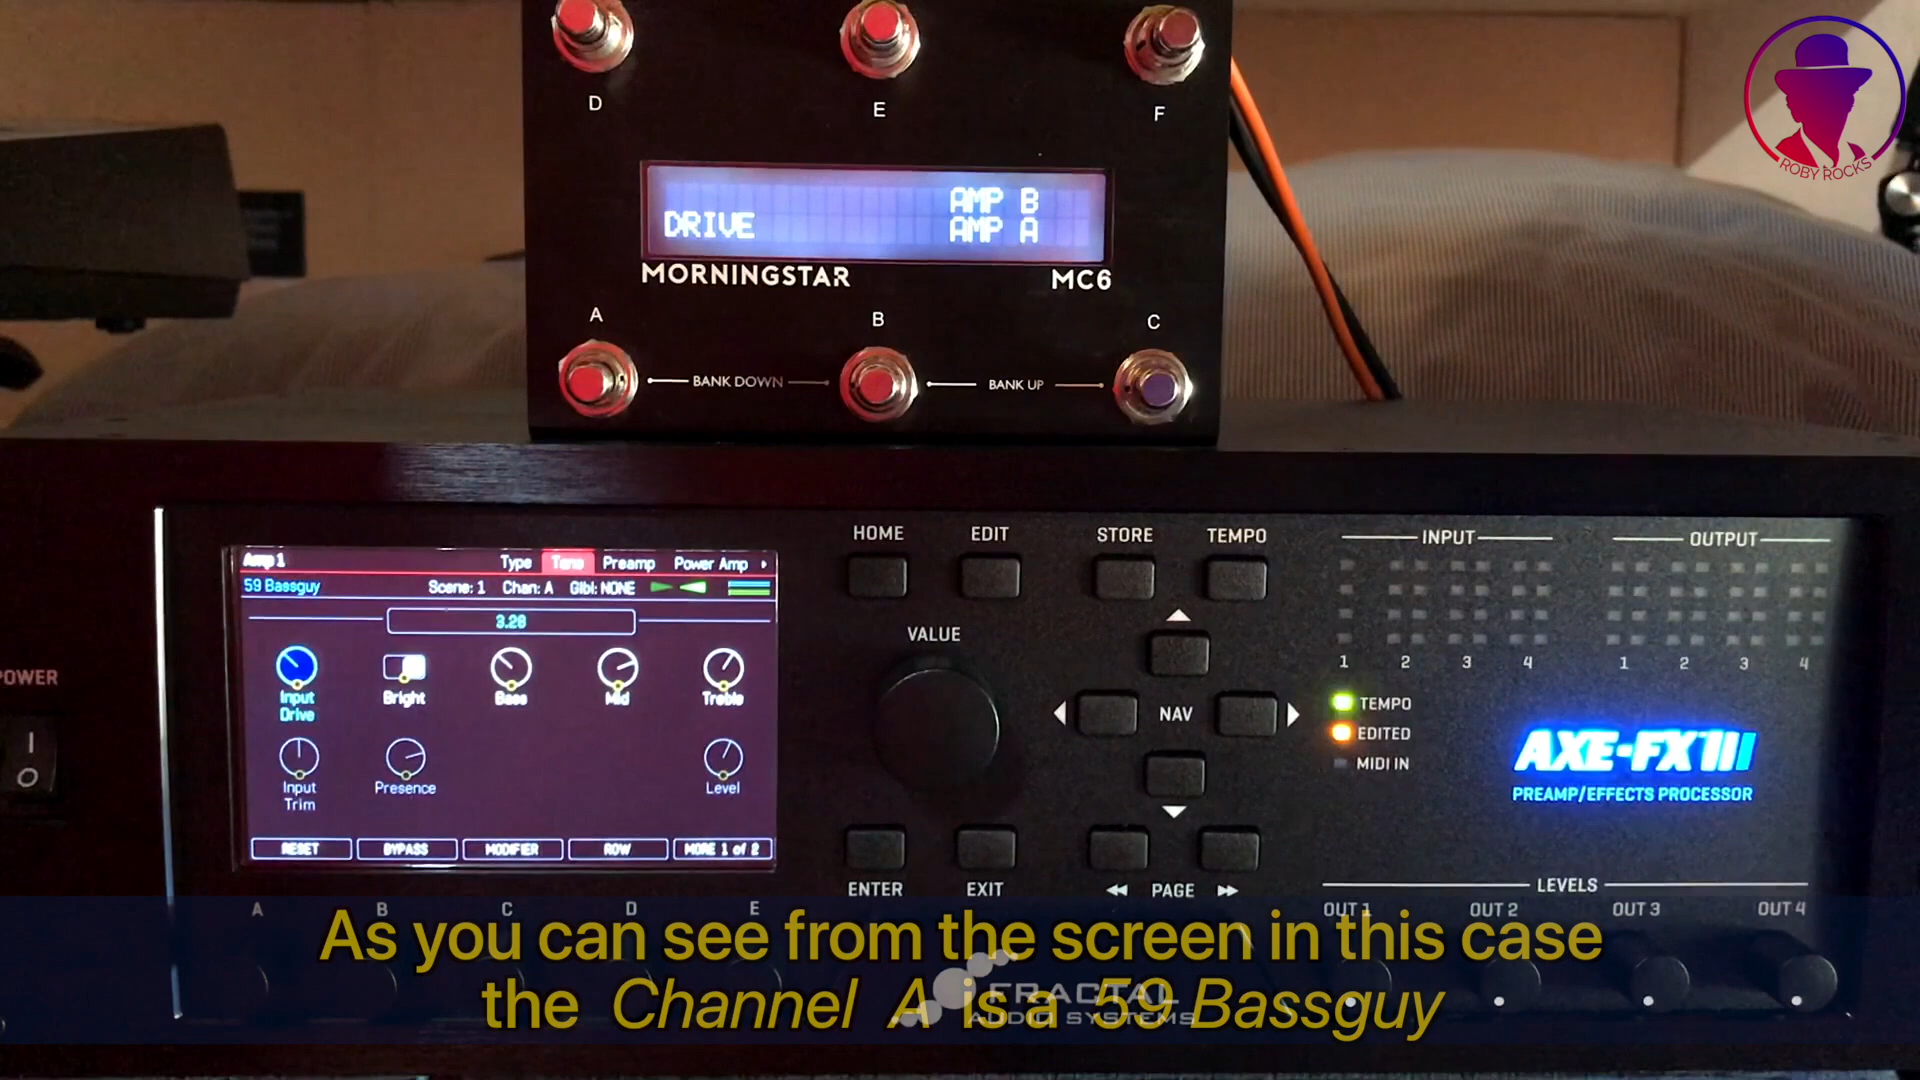 ROBY ROCKS
D E F
AMP B
DRIVE AMP A
MORNINGSTAR MC6
A B C
BANK DOWN BANK UP
HOME EDIT STORE TEMPO
INPUT OUTPUT
Amp 1 Type Tone Preamp Power Amp
59 Bassguy Scene: 1 Chan: A Glbl: NONE
3.28
VALUE
1 2 3 4 1 2 3 4
POWER
Input Drive Bright Bass Mid Treble
NAV
TEMPO
EDITED
MIDI IN
AXE-FX III
PREAMP/EFFECTS PROCESSOR
Input Trim Presence Level
RESET BYPASS MODIFIER ROW MORE 1 of 2
ENTER EXIT PAGE
LEVELS
A B C D E
OUT 1 OUT 2 OUT 3 OUT 4
As you can see from the screen in this case
the Channel A is a 59 Bassguy
FRACTAL
AUDIO SYSTEMS